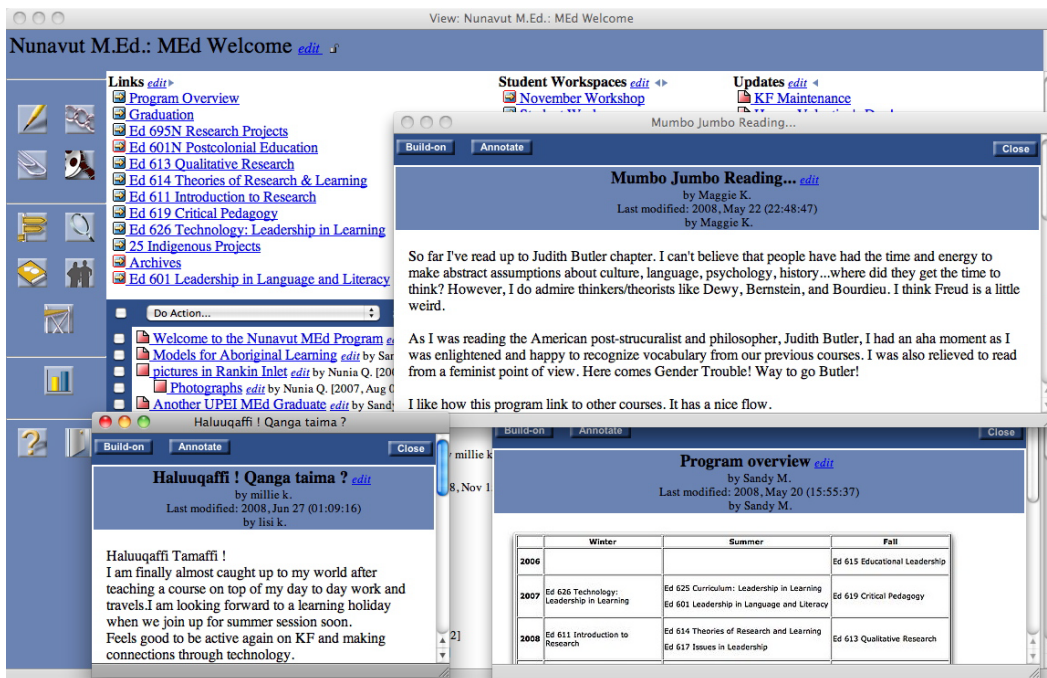 View: Nunavut M.Ed.: MEd Welcome
Nunavut M.Ed.: MEd Welcome edit
Links edit
Program Overview
Graduation
Ed 695N Research Projects
Ed 601N Postcolonial Education
Ed 613 Qualitative Research
Ed 614 Theories of Research & Learning
Ed 611 Introduction to Research
Ed 619 Critical Pedagogy
Ed 626 Technology: Leadership in Learning
25 Indigenous Projects
Archives
Ed 601 Leadership in Language and Literacy
Student Workspaces edit
November Workshop
Updates edit
KF Maintenance
Do Action...
Welcome to the Nunavut MEd Program
Models for Aboriginal Learning edit by
pictures in Rankin Inlet edit by Nunia Q.
Photographs edit by Nunia Q. [2007, Aug
Another UPEI MEd Graduate edit by
Mumbo Jumbo Reading...
Build-on Annotate Close
Mumbo Jumbo Reading... edit
by Maggie K.
Last modified: 2008, May 22 (22:48:47)
by Maggie K.
So far I've read up to Judith Butler chapter. I can't believe that people have had the time and energy to
make abstract assumptions about culture, language, psychology, history...where did they get the time to
think? However, I do admire thinkers/theorists like Dewy, Bernstein, and Bourdieu. I think Freud is a little
weird.
As I was reading the American post-strucuralist and philosopher, Judith Butler, I had an aha moment as I
was enlightened and happy to recognize vocabulary from our previous courses. I was also relieved to read
from a feminist point of view. Here comes Gender Trouble! Way to go Butler!
I like how this program link to other courses. It has a nice flow.
Haluuqaffi ! Qanga taima ?
Build-on Annotate Close
Haluuqaffi ! Qanga taima ? edit
by millie k.
Last modified: 2008, Jun 27 (01:09:16)
by lisi k.
Haluuqaffi Tamaffi !
I am finally almost caught up to my world after
teaching a course on top of my day to day work and
travels.I am looking forward to a learning holiday
when we join up for summer session soon.
Feels good to be active again on KF and making
connections through technology.
millie k
8, Nov 1
2]
Build-on Annotate Close
Program overview edit
by Sandy M.
Last modified: 2008, May 20 (15:55:37)
by Sandy M.
Winter Summer Fall
2006 Ed 615 Educational Leadership
2007 Ed 626 Technology: Leadership in Learning Ed 625 Curriculum: Leadership in Learning Ed 601 Leadership in Language and Literacy Ed 619 Critical Pedagogy
2008 Ed 611 Introduction to Research Ed 614 Theories of Research and Learning Ed 617 Issues in Leadership Ed 613 Qualitative Research